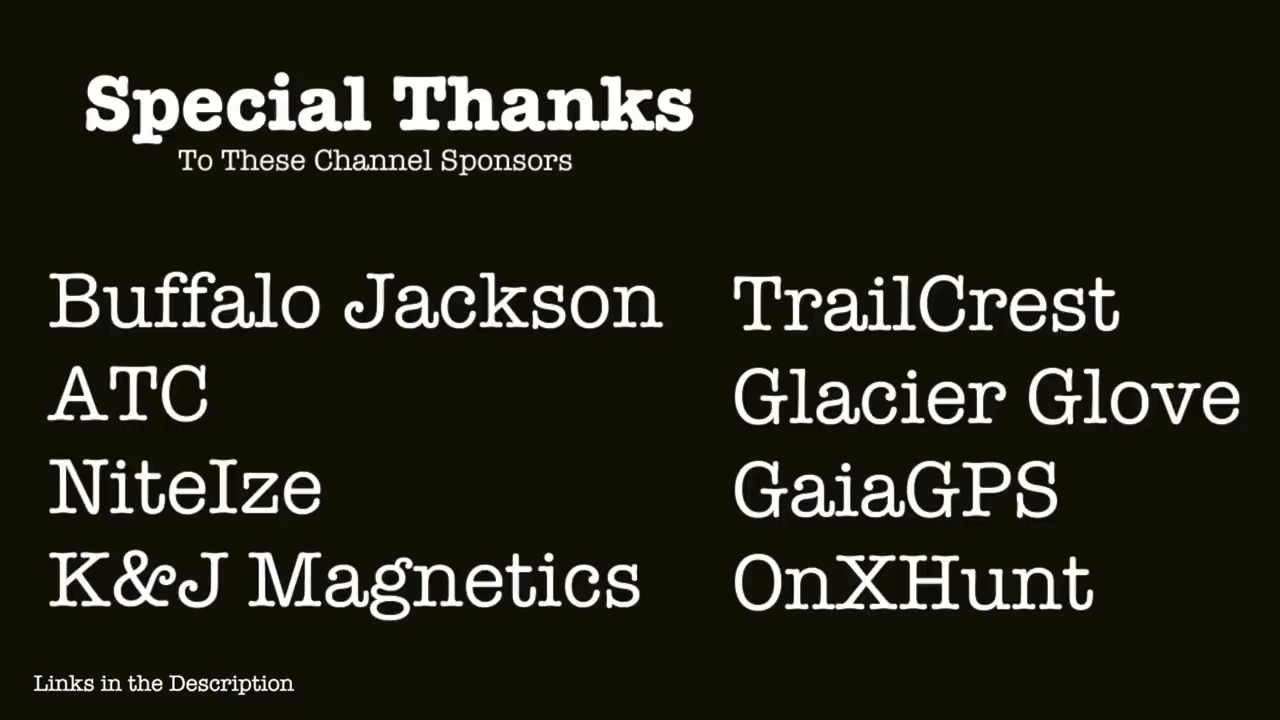 Special Thanks
To These Channel Sponsors
Buffalo Jackson
ATC
NiteIze
K&J Magnetics
TrailCrest
Glacier Glove
GaiaGPS
OnXHunt
Links in the Description